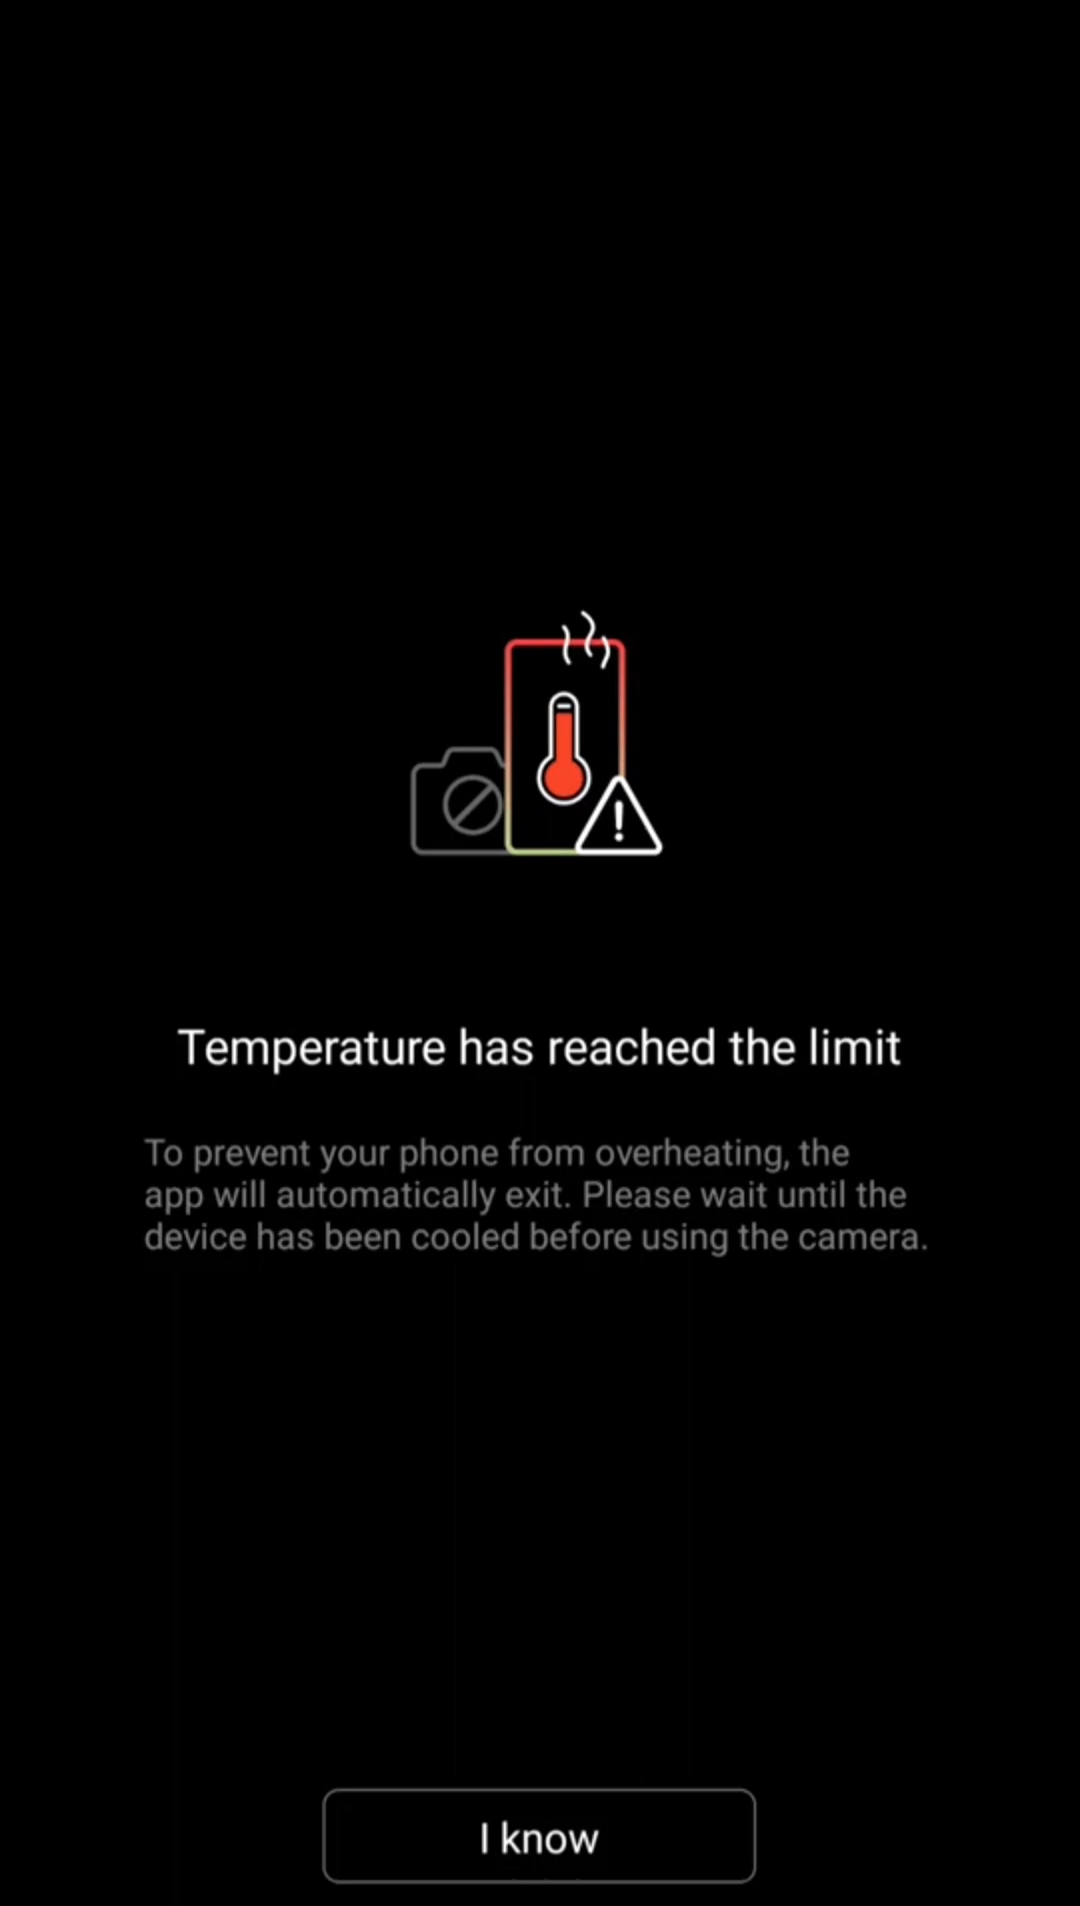 Temperature has reached the limit
To prevent your phone from overheating, the
app will automatically exit. Please wait until the
device has been cooled before using the camera.
I know